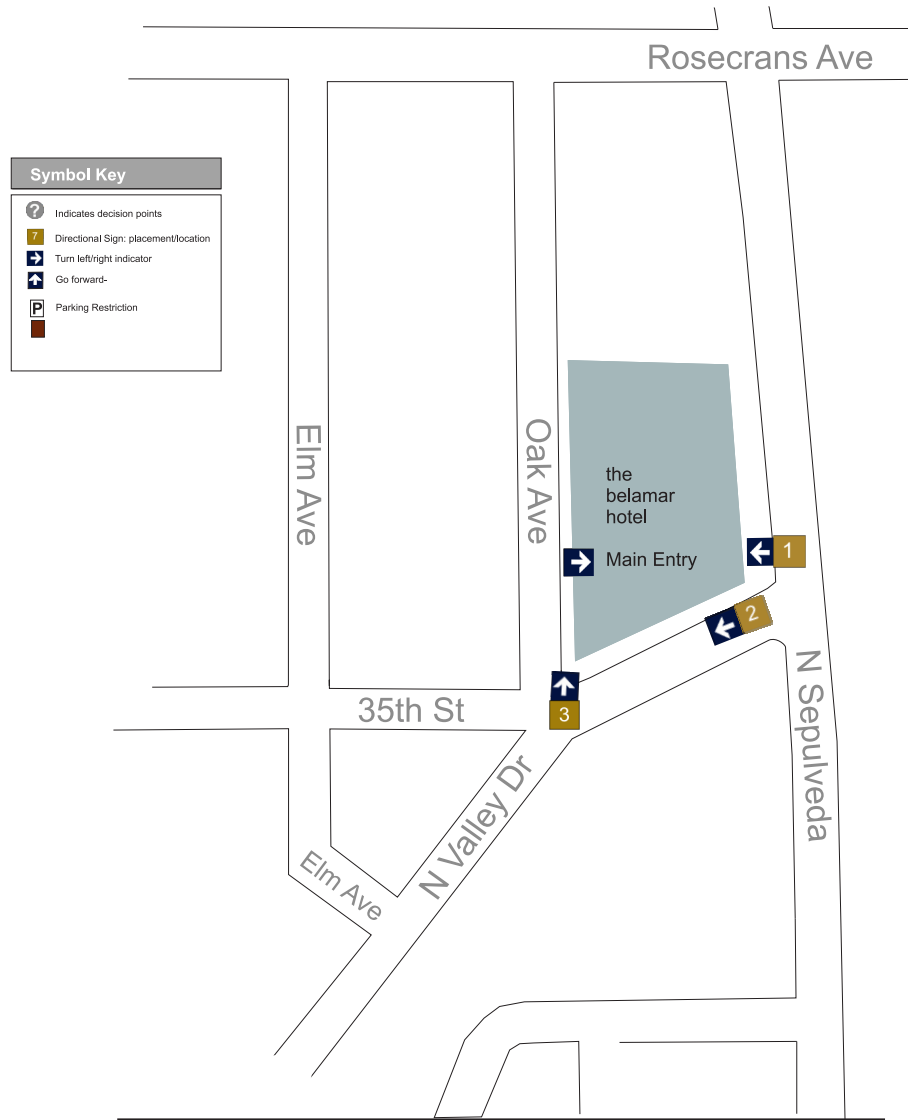 Rosecrans Ave
Symbol Key
?
Indicates decision points
7
Directional Sign: placement/location
Turn left/right indicator
Go forward-
P
Parking Restriction
Elm Ave
Oak Ave
the
belamar
hotel
Main Entry
1
2
3
35th St
N Sepulveda
N Valley Dr
Elm Ave